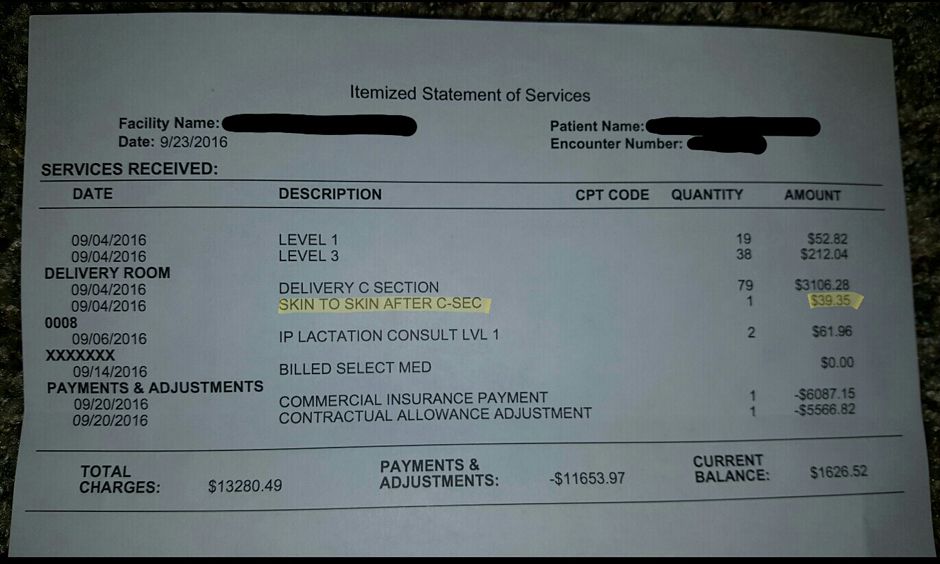 Itemized Statement of Services
Facility Name: Patient Name:
Date: 9/23/2016 Encounter Number:
SERVICES RECEIVED:
DATE DESCRIPTION CPT CODE QUANTITY AMOUNT
09/04/2016 LEVEL 1 19 $52.82
09/04/2016 LEVEL 3 38 $212.04
DELIVERY ROOM
09/04/2016 DELIVERY C SECTION 79 $3106.28
09/04/2016 SKIN TO SKIN AFTER C-SEC 1 $39.35
0008
09/06/2016 IP LACTATION CONSULT LVL 1 2 $61.96
XXXXXXX
09/14/2016 BILLED SELECT MED $0.00
PAYMENTS & ADJUSTMENTS
09/20/2016 COMMERCIAL INSURANCE PAYMENT 1 -$6087.15
09/20/2016 CONTRACTUAL ALLOWANCE ADJUSTMENT 1 -$5566.82
TOTAL PAYMENTS & CURRENT
CHARGES: $13280.49 ADJUSTMENTS: -$11653.97 BALANCE: $1626.52